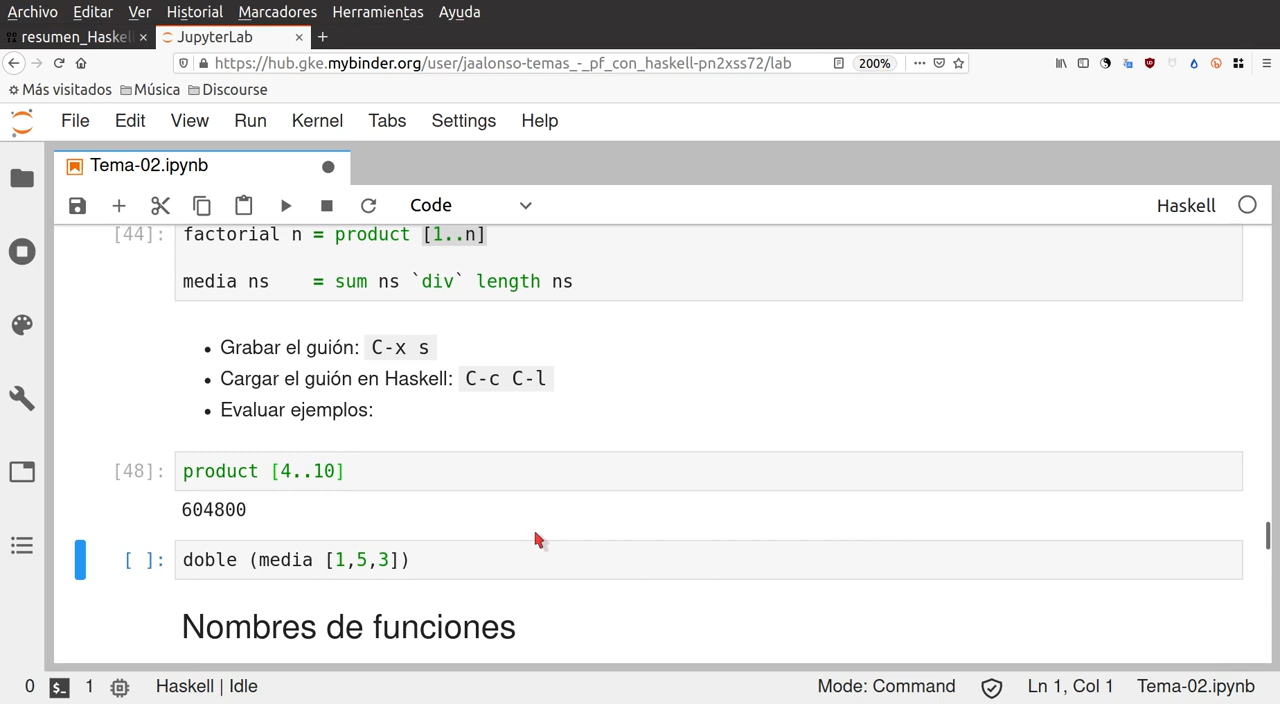 Archivo Editar Ver Historial Marcadores Herramientas Ayuda
resumen_Haskel × JupyterLab × +
https://hub.gke.mybinder.org/user/jaalonso-temas_-_pf_con_haskell-pn2xss72/lab 200%
Más visitados Música Discourse
File Edit View Run Kernel Tabs Settings Help
Tema-02.ipynb
Code Haskell
[44]: factorial n = product [1..n]
media ns = sum ns `div` length ns
• Grabar el guión: C-x s
• Cargar el guión en Haskell: C-c C-l
• Evaluar ejemplos:
[48]: product [4..10]
604800
[ ]: doble (media [1,5,3])
Nombres de funciones
0 $_ 1 Haskell | Idle Mode: Command Ln 1, Col 1 Tema-02.ipynb